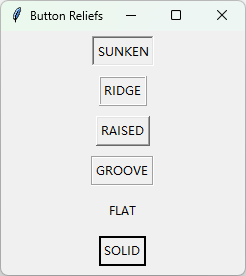 Button Reliefs
SUNKEN
RIDGE
RAISED
GROOVE
FLAT
SOLID